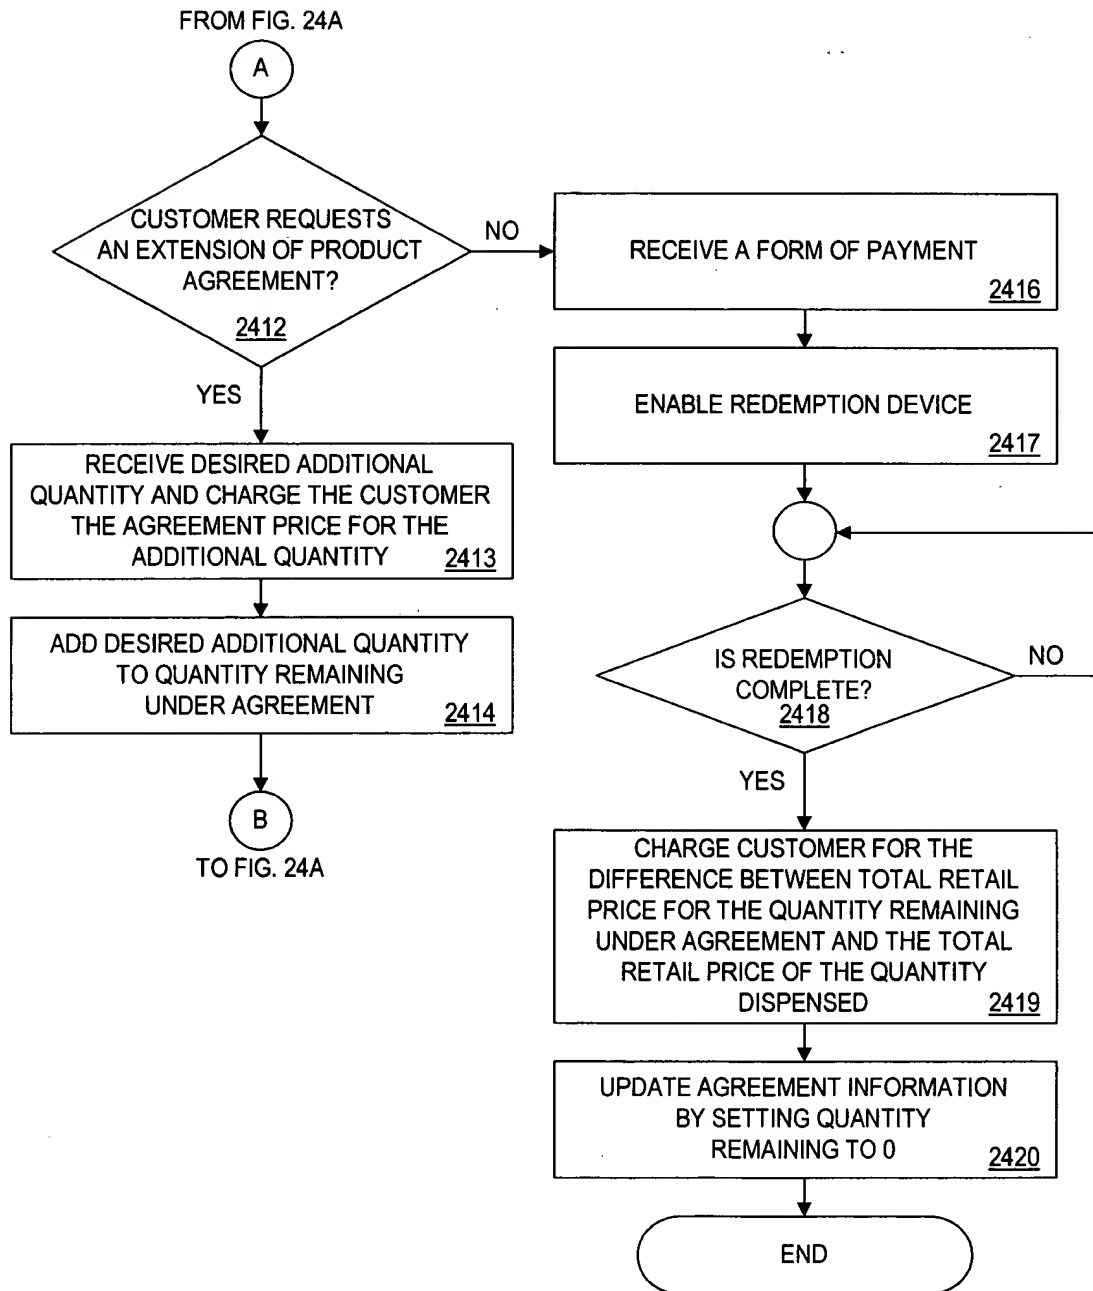 FROM FIG. 24A
A
CUSTOMER REQUESTS
AN EXTENSION OF PRODUCT
AGREEMENT?
2412
NO
YES
RECEIVE DESIRED ADDITIONAL
QUANTITY AND CHARGE THE CUSTOMER
THE AGREEMENT PRICE FOR THE
ADDITIONAL QUANTITY
2413
ADD DESIRED ADDITIONAL QUANTITY
TO QUANTITY REMAINING
UNDER AGREEMENT
2414
B
TO FIG. 24A
RECEIVE A FORM OF PAYMENT
2416
ENABLE REDEMPTION DEVICE
2417
IS REDEMPTION
COMPLETE?
2418
NO
YES
CHARGE CUSTOMER FOR THE
DIFFERENCE BETWEEN TOTAL RETAIL
PRICE FOR THE QUANTITY REMAINING
UNDER AGREEMENT AND THE TOTAL
RETAIL PRICE OF THE QUANTITY
DISPENSED
2419
UPDATE AGREEMENT INFORMATION
BY SETTING QUANTITY
REMAINING TO 0
2420
END